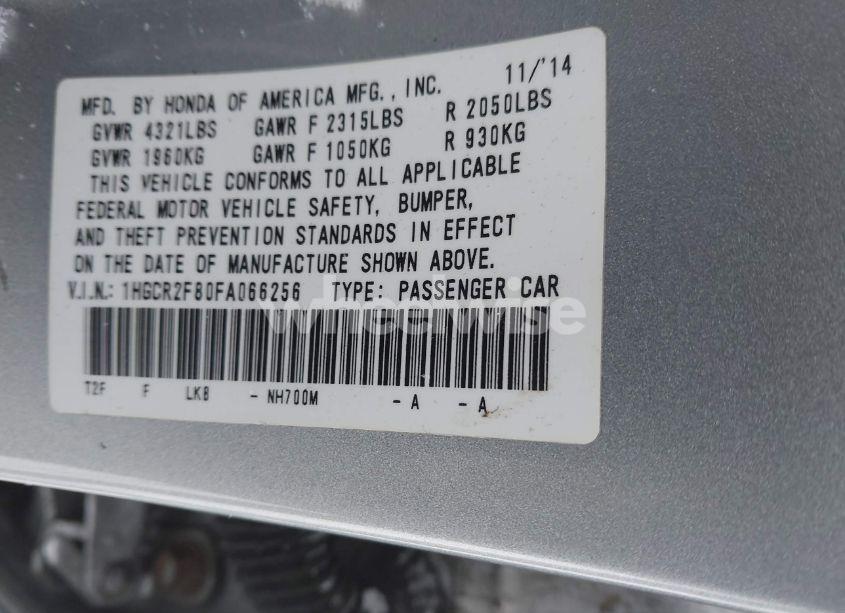 MFD. BY HONDA OF AMERICA MFG., INC. 11/'14
GVWR 4321LBS GAWR F 2315LBS R 2050LBS
GVWR 1960KG GAWR F 1050KG R 930KG
THIS VEHICLE CONFORMS TO ALL APPLICABLE
FEDERAL MOTOR VEHICLE SAFETY, BUMPER,
AND THEFT PREVENTION STANDARDS IN EFFECT
ON THE DATE OF MANUFACTURE SHOWN ABOVE.
V.I.N.: 1HGCR2F80FA066256 TYPE: PASSENGER CAR
wheelwise
T2F F LKB - NH700M - A - A